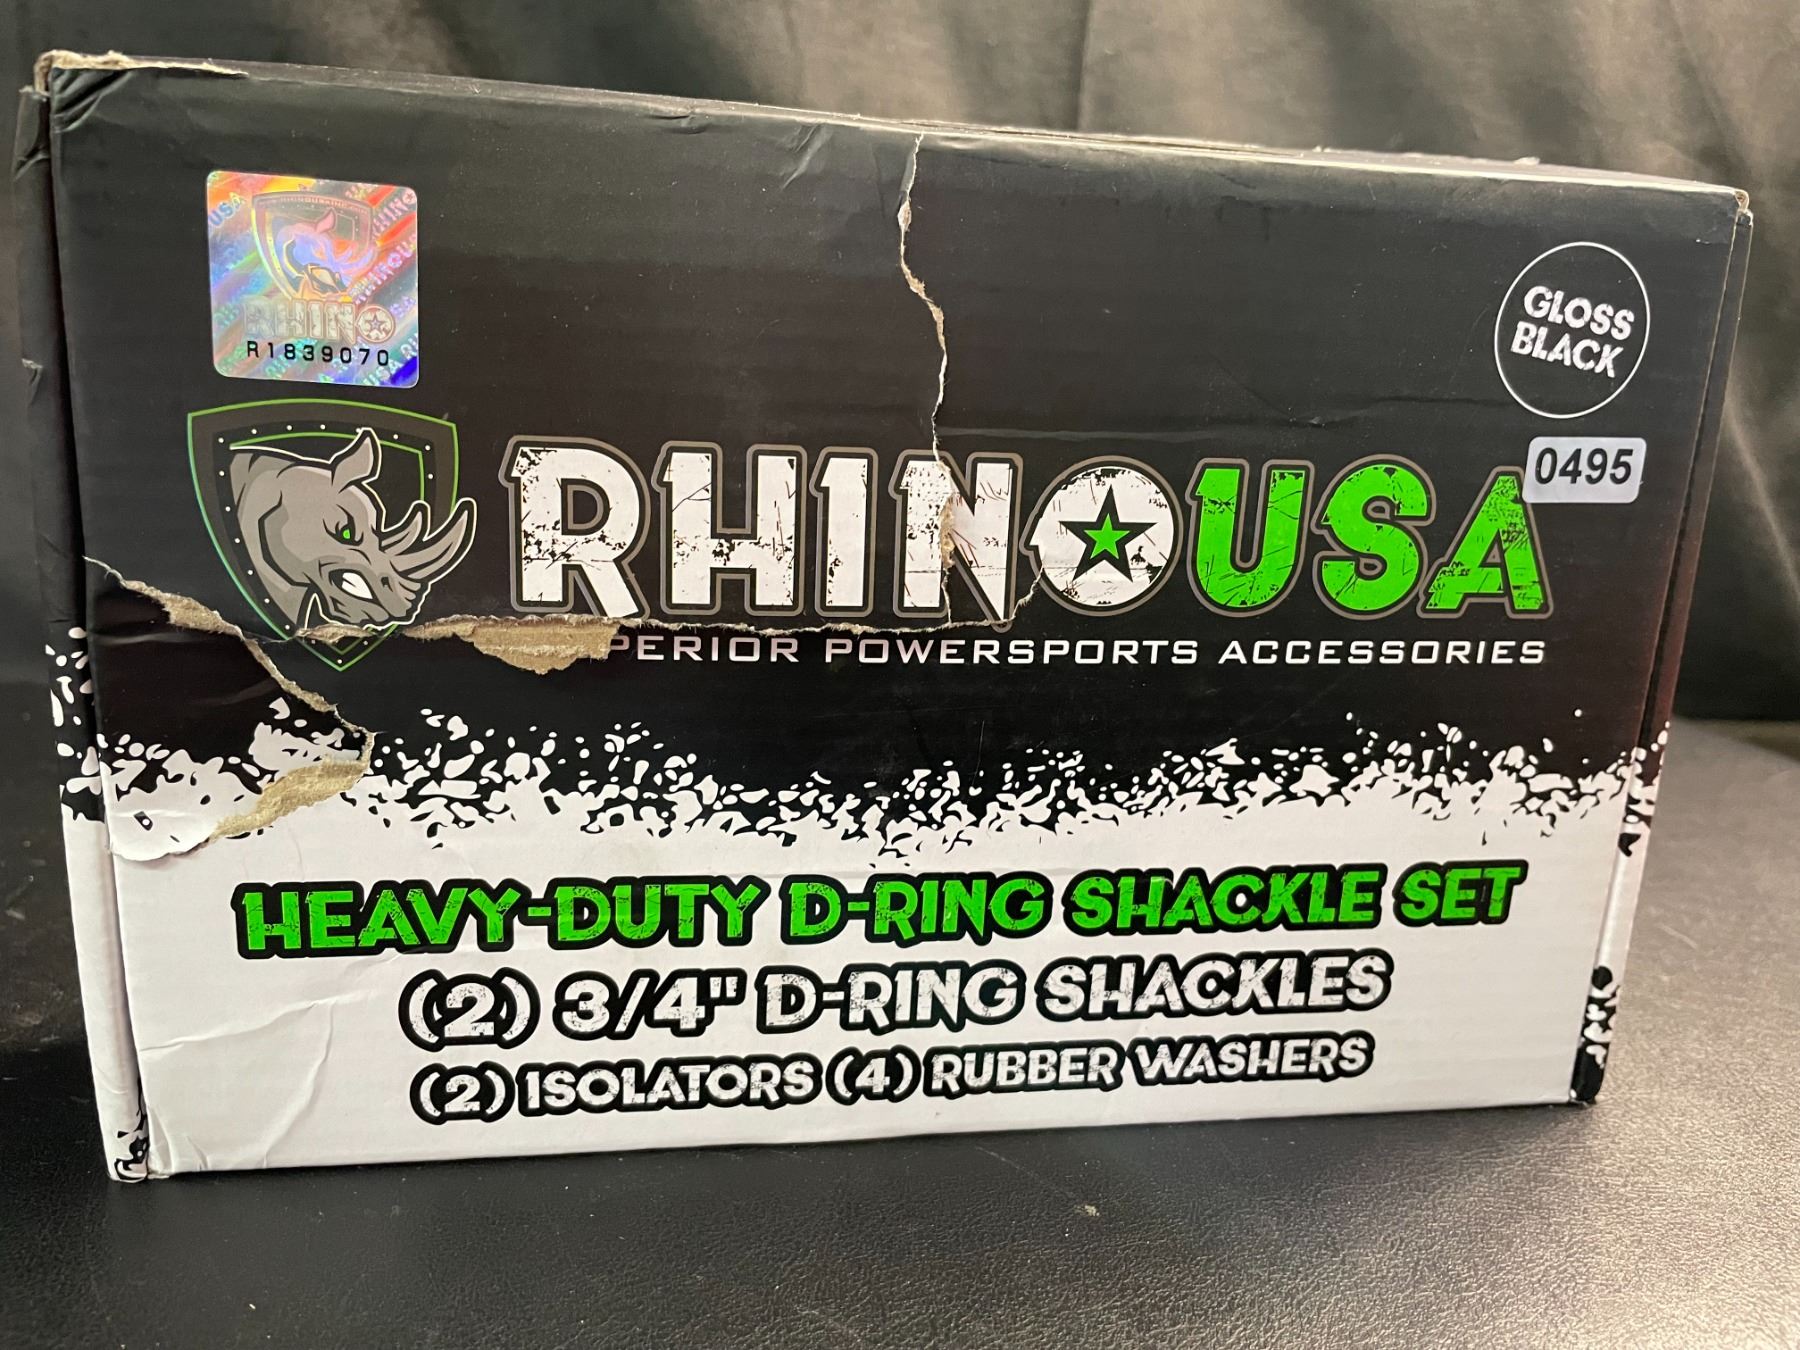 RHINO
R1839070
GLOSS
BLACK
0495
RHINO USA
PERIOR POWERSPORTS ACCESSORIES
HEAVY-DUTY D-RING SHACKLE SET
(2) 3/4" D-RING SHACKLES
(2) ISOLATORS (4) RUBBER WASHERS